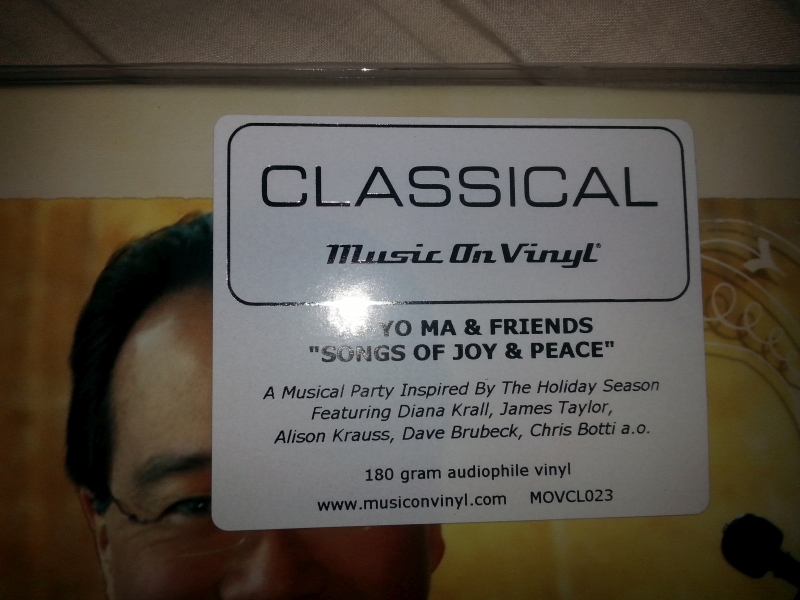 CLASSICAL
Music On Vinyl®
YO MA & FRIENDS
"SONGS OF JOY & PEACE"
A Musical Party Inspired By The Holiday Season
Featuring Diana Krall, James Taylor,
Alison Krauss, Dave Brubeck, Chris Botti a.o.
180 gram audiophile vinyl
www.musiconvinyl.com MOVCL023